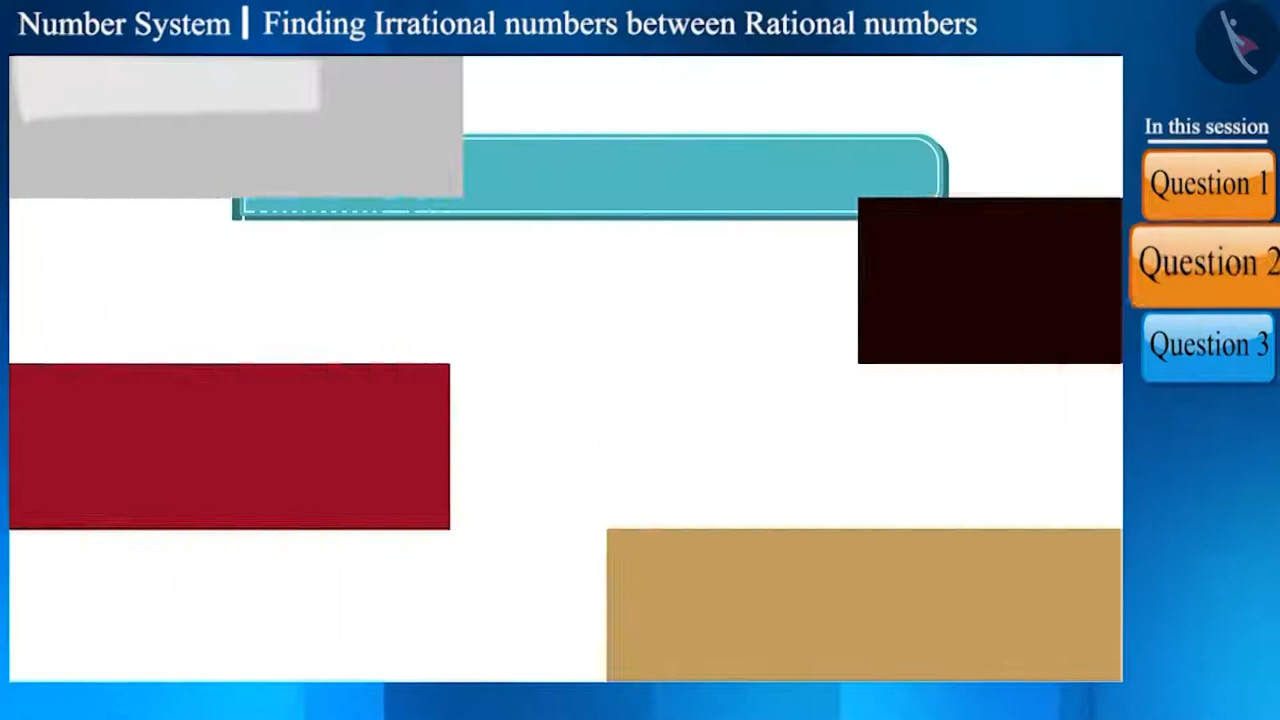 Number System | Finding Irrational numbers between Rational numbers
In this session
Question 1
Question 2
Question 3